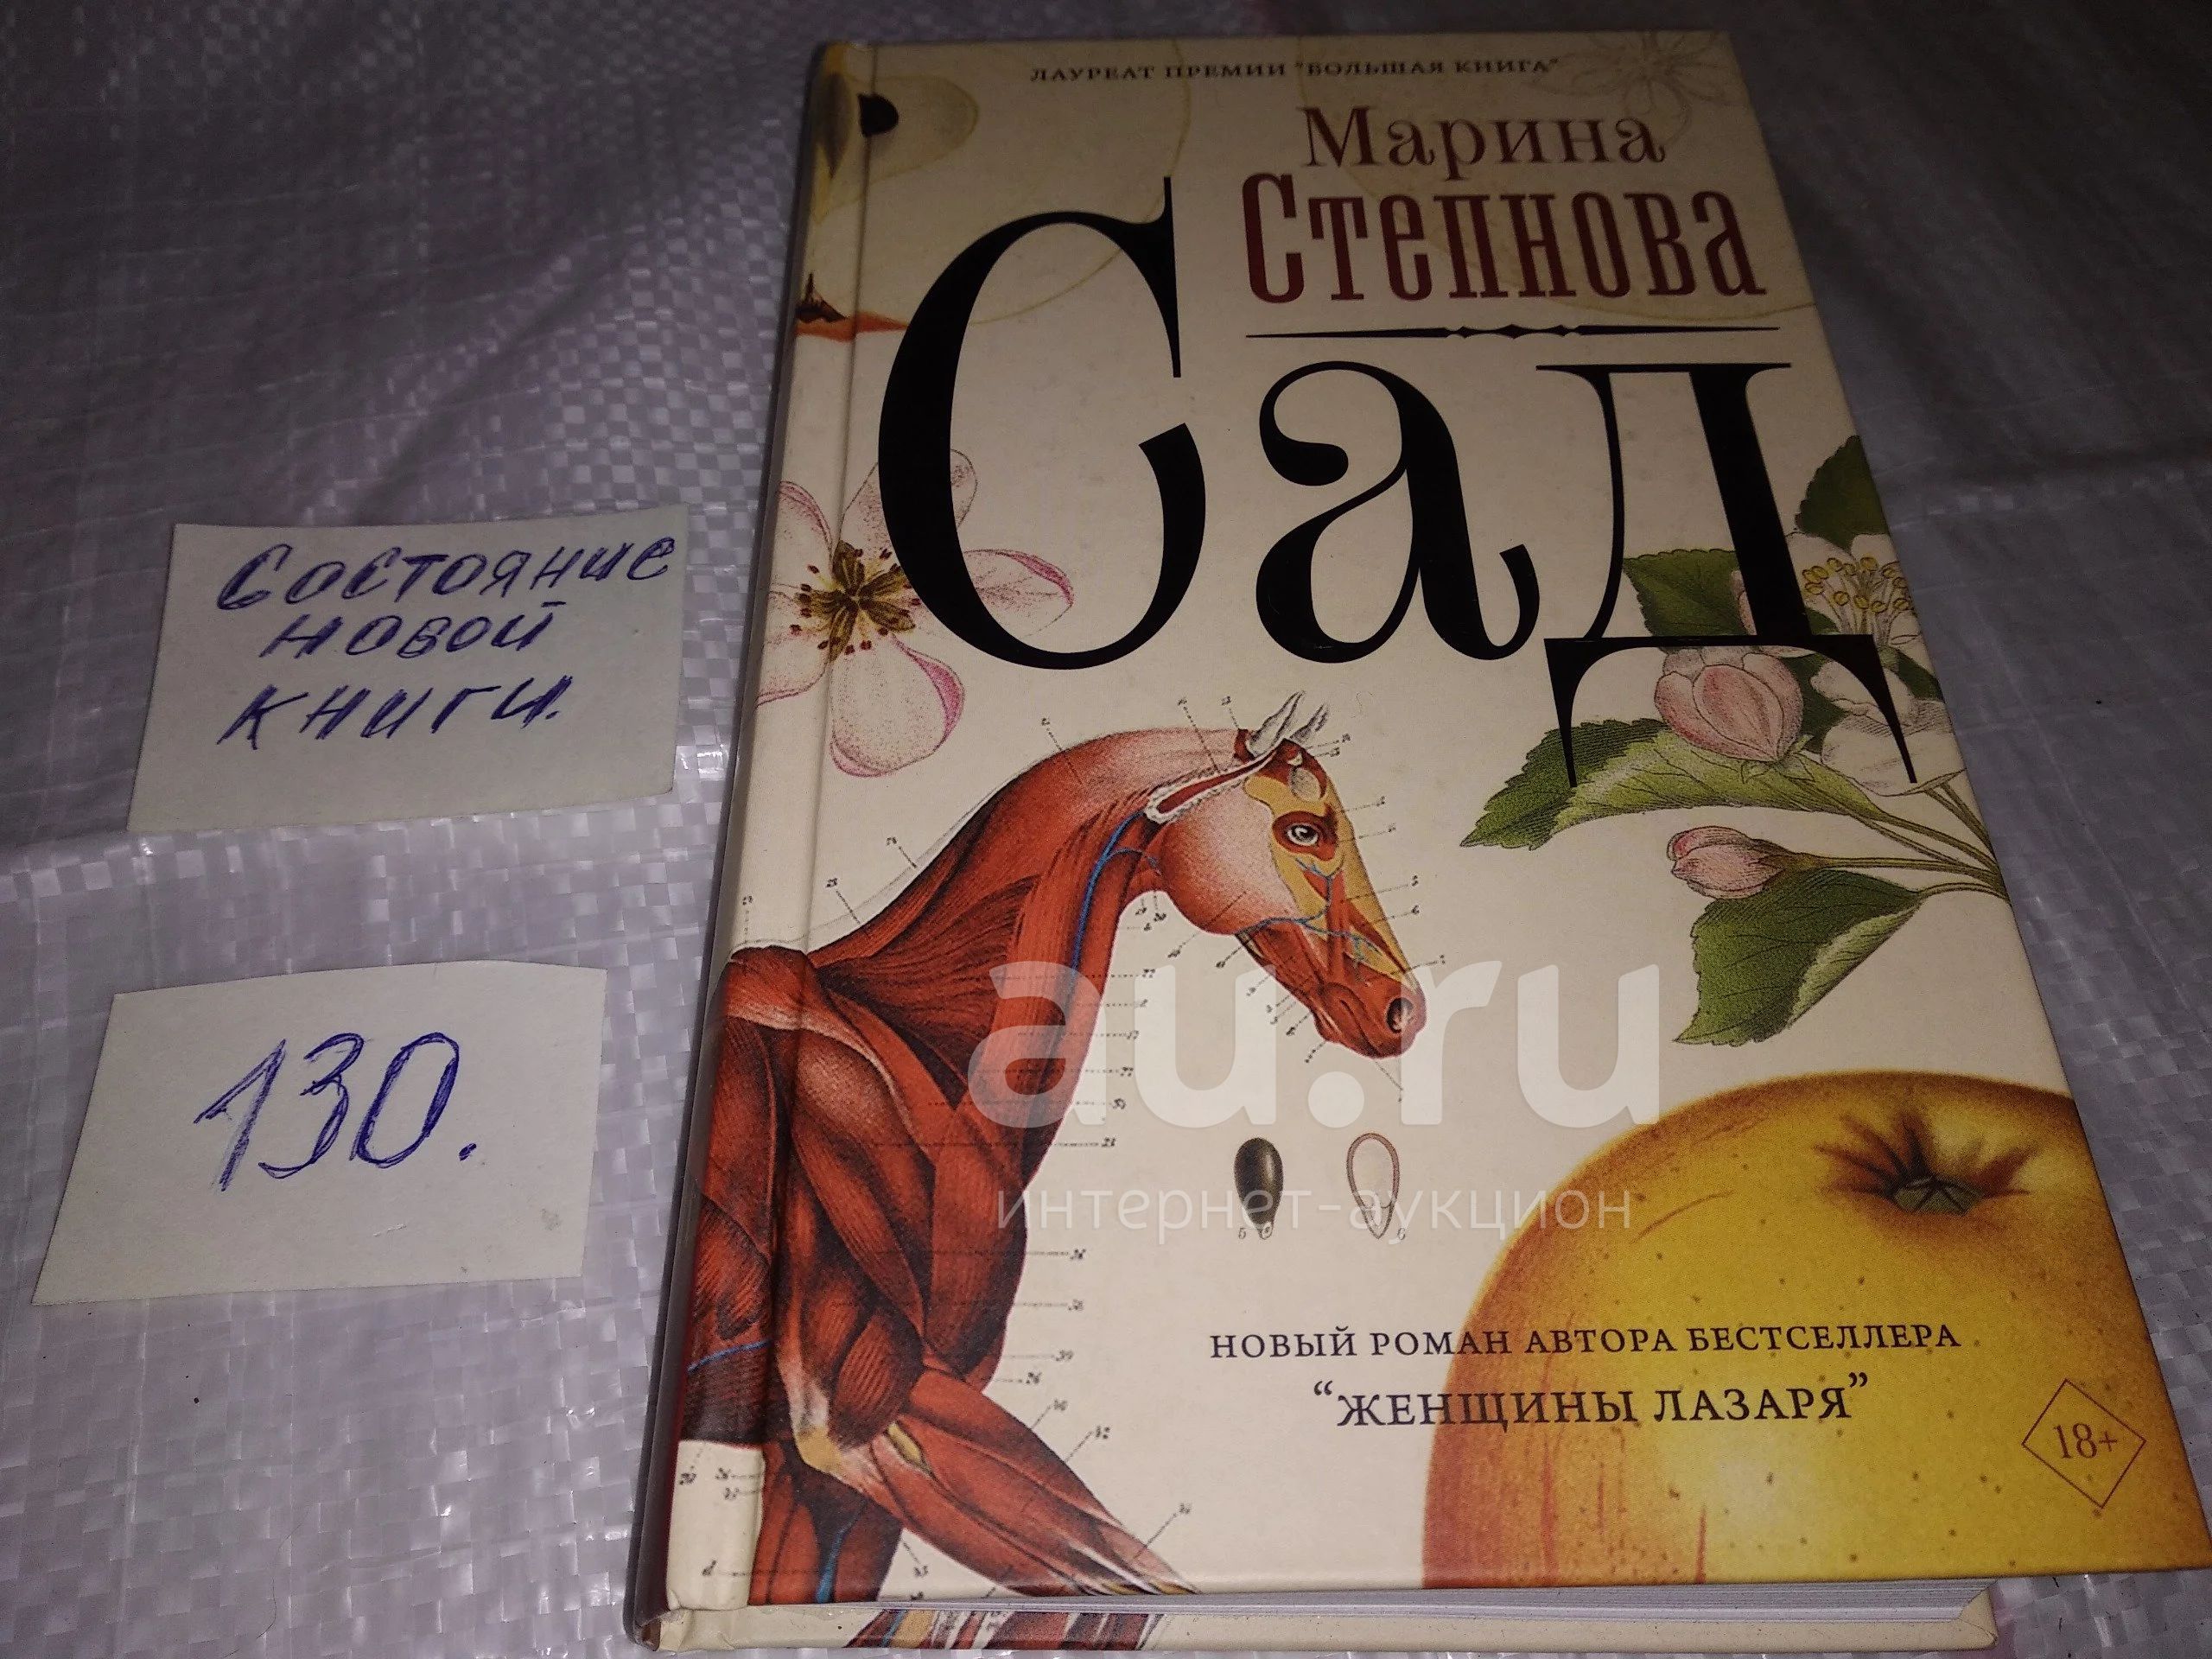 ЛАУРЕАТ ПРЕМИИ "БОЛЬШАЯ КНИГА"
Марина
Степнова
Сад
Состояние
новой
книги.
130.
au.ru
интернет-аукцион
НОВЫЙ РОМАН АВТОРА БЕСТСЕЛЛЕРА
“ЖЕНЩИНЫ ЛАЗАРЯ”
18+